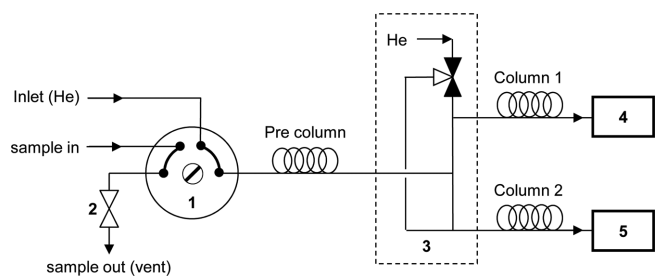 He
Column 1
Inlet (He)
4
Pre column
sample in
Column 2
1
2
3
5
sample out (vent)